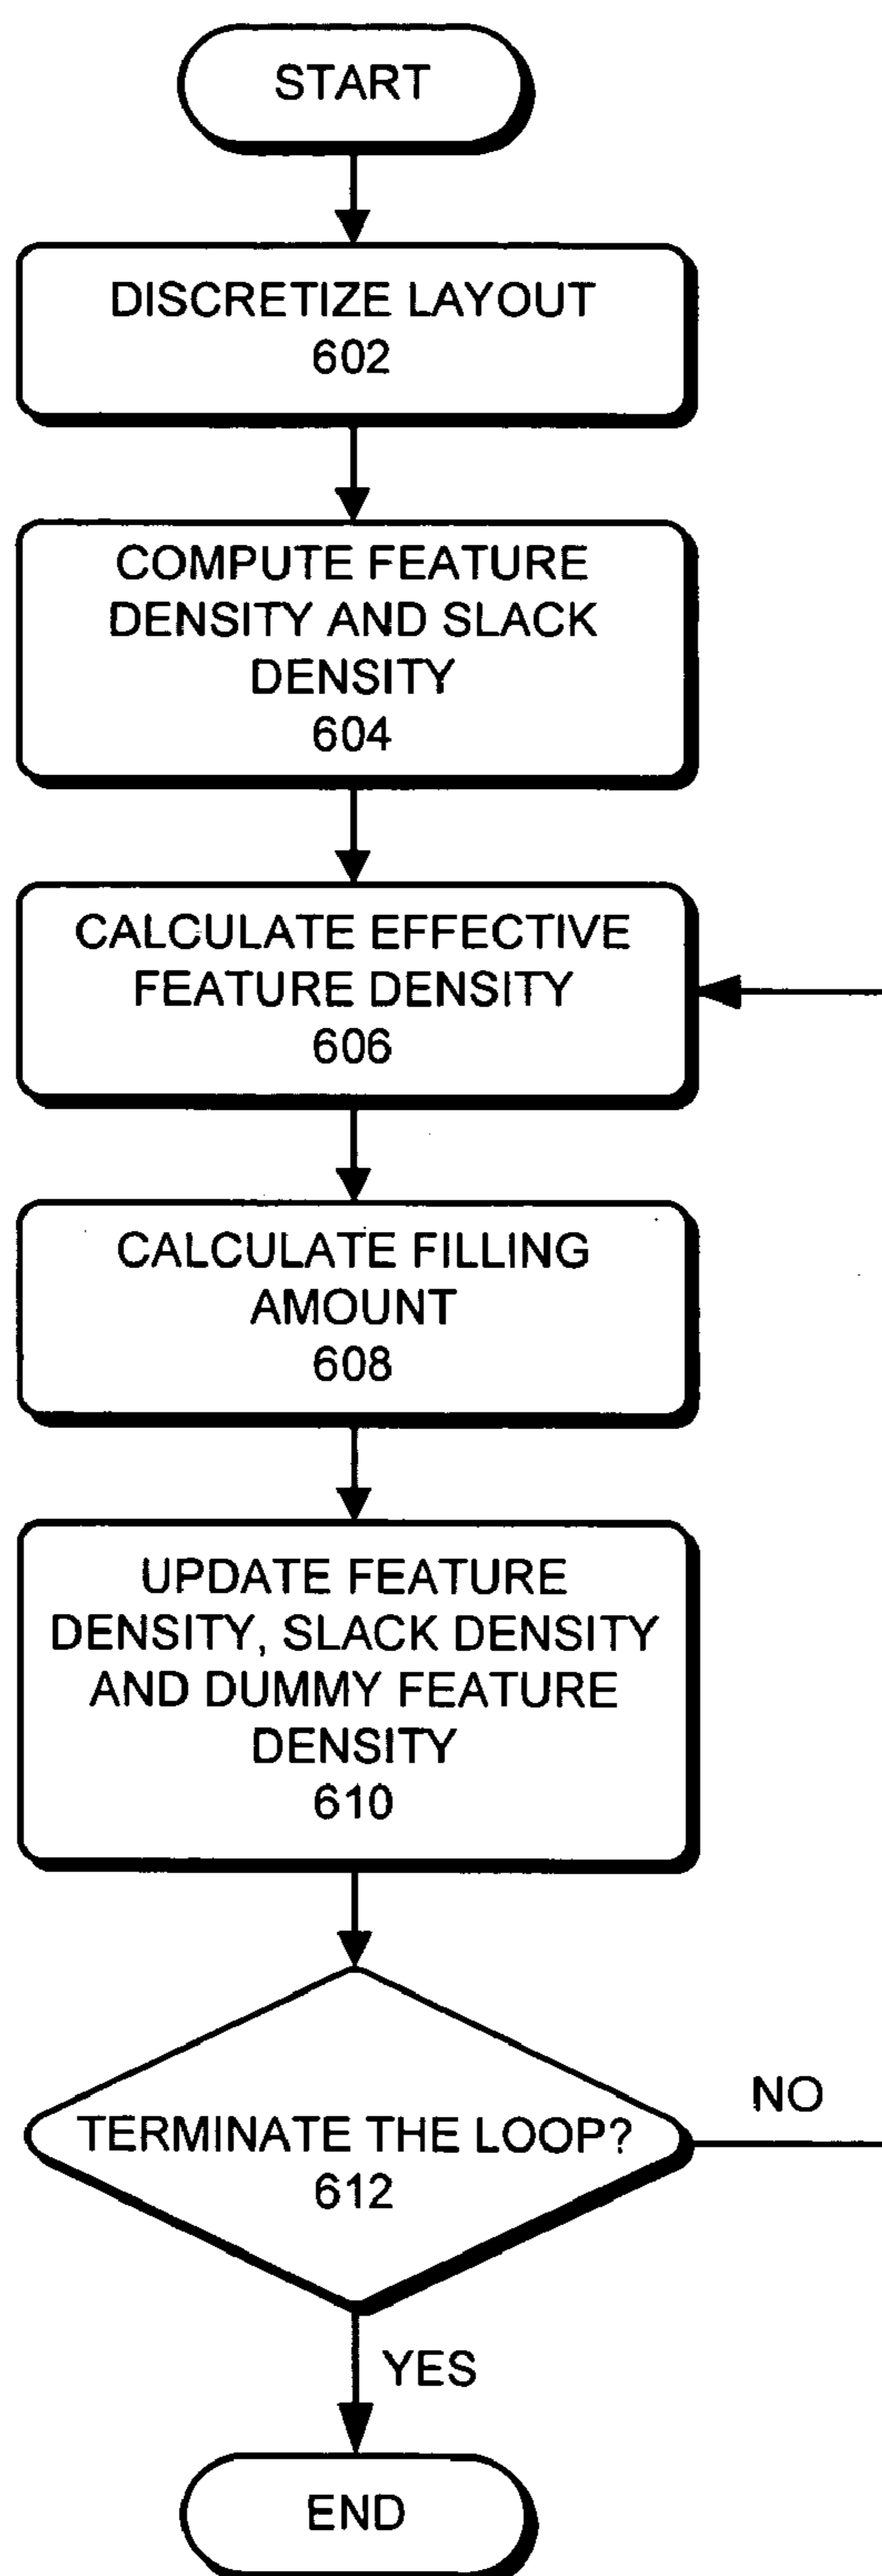 START
DISCRETIZE LAYOUT
602
COMPUTE FEATURE
DENSITY AND SLACK
DENSITY
604
CALCULATE EFFECTIVE
FEATURE DENSITY
606
CALCULATE FILLING
AMOUNT
608
UPDATE FEATURE
DENSITY, SLACK DENSITY
AND DUMMY FEATURE
DENSITY
610
TERMINATE THE LOOP?
612
NO
YES
END